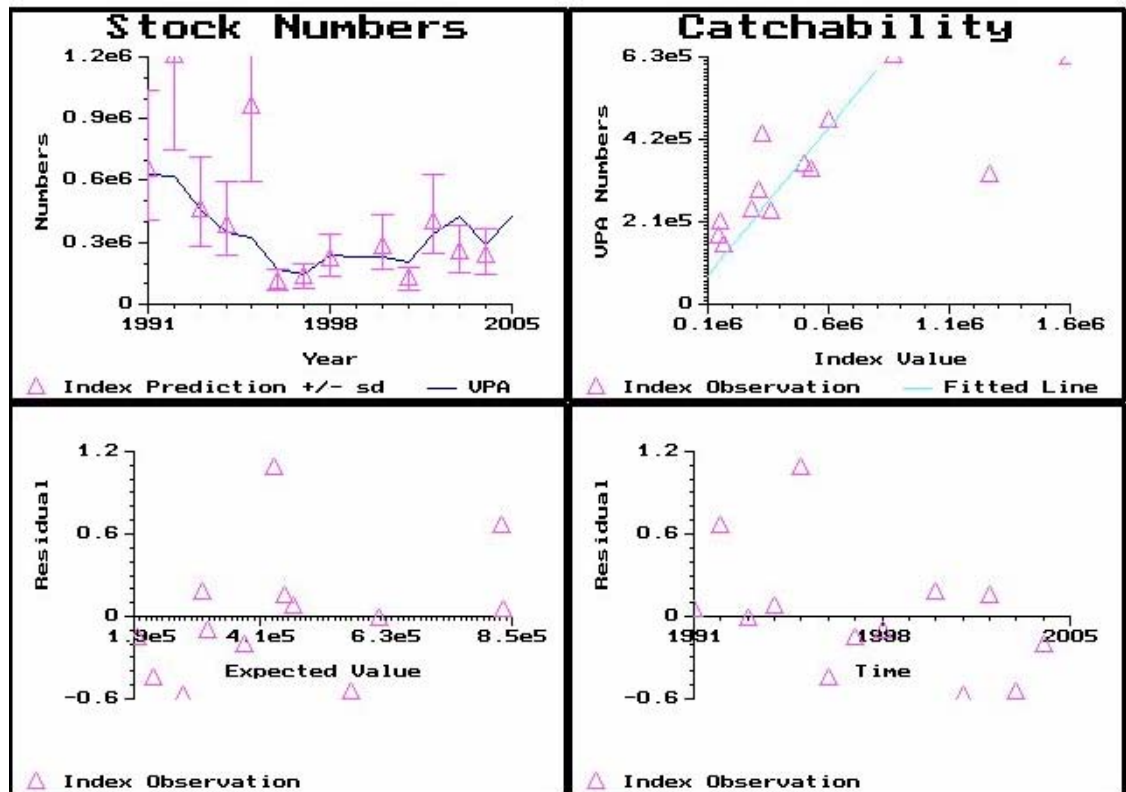 Stock Numbers
1.2e6
0.9e6
0.6e6
0.3e6
0
Numbers
1991 1998 2005
Year
Index Prediction +/- sd VPA
Catchability
6.3e5
4.2e5
2.1e5
0
VPA Numbers
0.1e6 0.6e6 1.1e6 1.6e6
Index Value
Index Observation Fitted Line
1.2
0.6
0
-0.6
Residual
1.9e5 4.1e5 6.3e5 8.5e5
Expected Value
Index Observation
1.2
0.6
0
-0.6
Residual
1991 1998 2005
Time
Index Observation